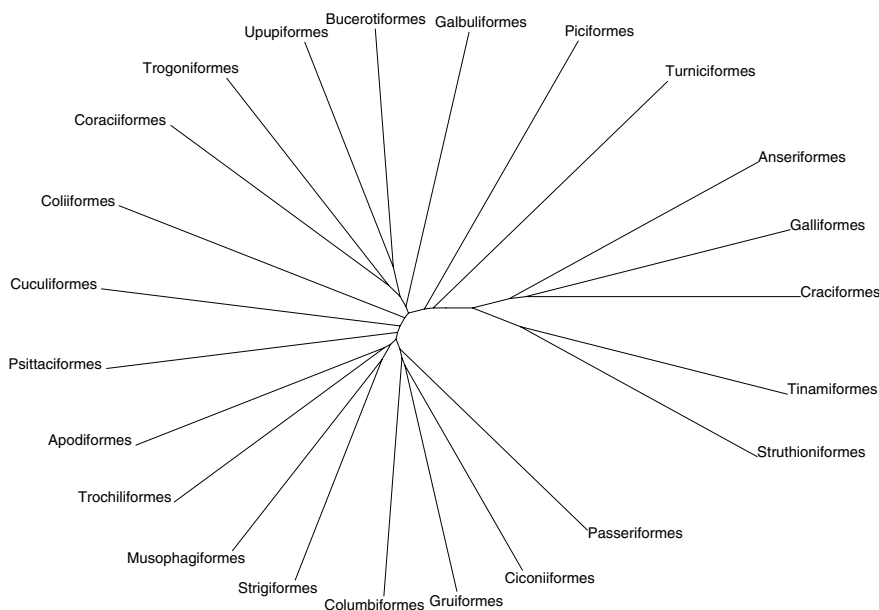 Bucerotiformes
Galbuliformes
Upupiformes
Piciformes
Trogoniformes
Turniciformes
Coraciiformes
Anseriformes
Coliiformes
Galliformes
Cuculiformes
Craciformes
Psittaciformes
Tinamiformes
Apodiformes
Struthioniformes
Trochiliformes
Passeriformes
Musophagiformes
Ciconiiformes
Strigiformes
Gruiformes
Columbiformes